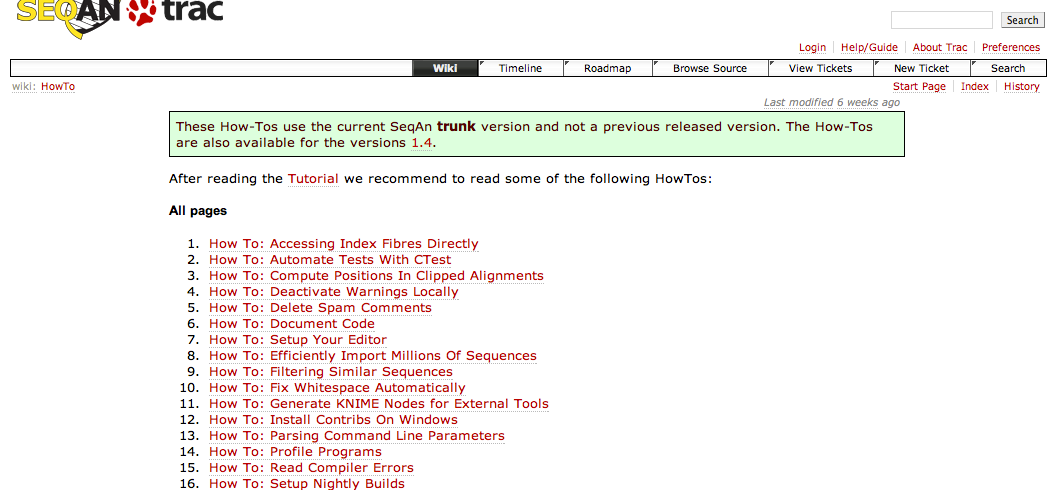 SEQAN trac
Search
Login Help/Guide About Trac Preferences
Wiki Timeline Roadmap Browse Source View Tickets New Ticket Search
wiki: HowTo Start Page Index History
Last modified 6 weeks ago
These How-Tos use the current SeqAn trunk version and not a previous released version. The How-Tos
are also available for the versions 1.4.
After reading the Tutorial we recommend to read some of the following HowTos:
All pages
1. How To: Accessing Index Fibres Directly
2. How To: Automate Tests With CTest
3. How To: Compute Positions In Clipped Alignments
4. How To: Deactivate Warnings Locally
5. How To: Delete Spam Comments
6. How To: Document Code
7. How To: Setup Your Editor
8. How To: Efficiently Import Millions Of Sequences
9. How To: Filtering Similar Sequences
10. How To: Fix Whitespace Automatically
11. How To: Generate KNIME Nodes for External Tools
12. How To: Install Contribs On Windows
13. How To: Parsing Command Line Parameters
14. How To: Profile Programs
15. How To: Read Compiler Errors
16. How To: Setup Nightly Builds